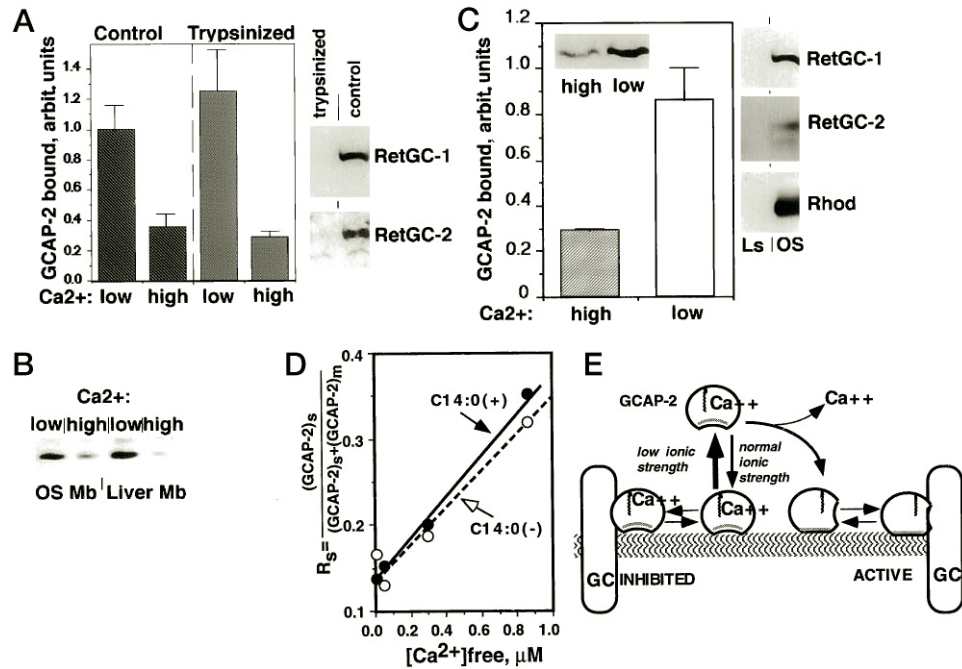 A
Control
Trypsinized
GCAP-2 bound, arbit. units
1.4
1.2
1.0
0.8
0.6
0.4
0.2
0.0
Ca2+: low high low high
trypsinized
control
RetGC-1
RetGC-2
C
GCAP-2 bound, arbit. units
1.2
1.0
0.8
0.6
0.4
0.2
0
high low
Ca2+: high low
RetGC-1
RetGC-2
Rhod
Ls OS
B
Ca2+:
low high low high
OS Mb Liver Mb
D
Rs= (GCAP-2)s
(GCAP-2)s+(GCAP-2)m
0.4
0.3
0.2
0.1
C14:0(+)
C14:0(-)
0.0 0.2 0.4 0.6 0.8 1.0
[Ca2+]free, µM
E
GCAP-2
Ca++
Ca++
low ionic strength
normal ionic strength
Ca++
Ca++
GC
INHIBITED
ACTIVE
GC